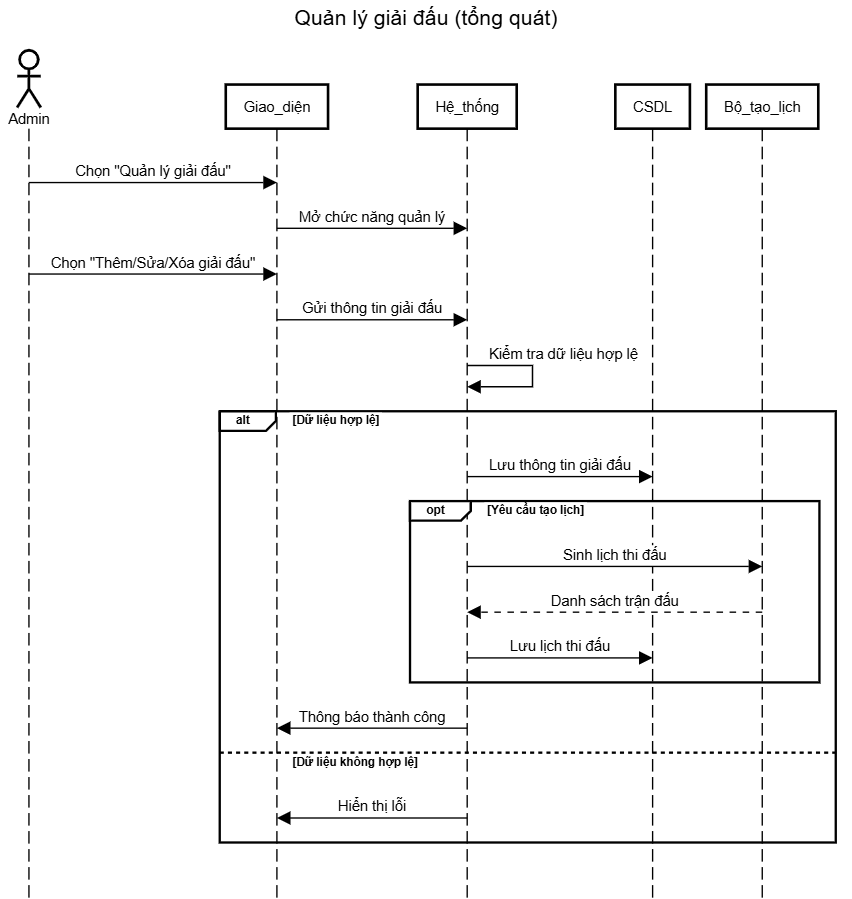 Quản lý giải đấu (tổng quát)
Admin
Giao_diện
Hệ_thống
CSDL
Bộ_tạo_lịch
Chọn "Quản lý giải đấu"
Mở chức năng quản lý
Chọn "Thêm/Sửa/Xóa giải đấu"
Gửi thông tin giải đấu
Kiểm tra dữ liệu hợp lệ
alt
[Dữ liệu hợp lệ]
Lưu thông tin giải đấu
opt
[Yêu cầu tạo lịch]
Sinh lịch thi đấu
Danh sách trận đấu
Lưu lịch thi đấu
Thông báo thành công
[Dữ liệu không hợp lệ]
Hiển thị lỗi